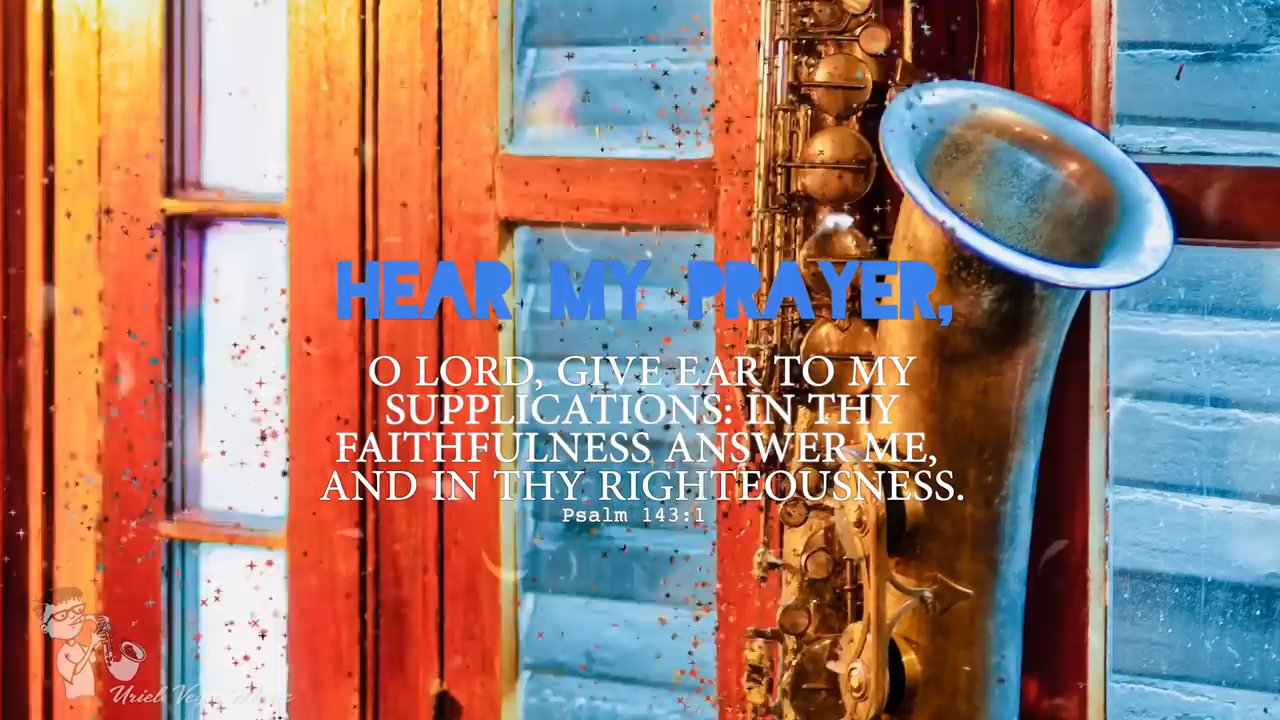 HEAR MY PRAYER,
O LORD, GIVE EAR TO MY
SUPPLICATIONS: IN THY
FAITHFULNESS ANSWER ME,
AND IN THY RIGHTEOUSNESS.
Psalm 143:1
Uriel